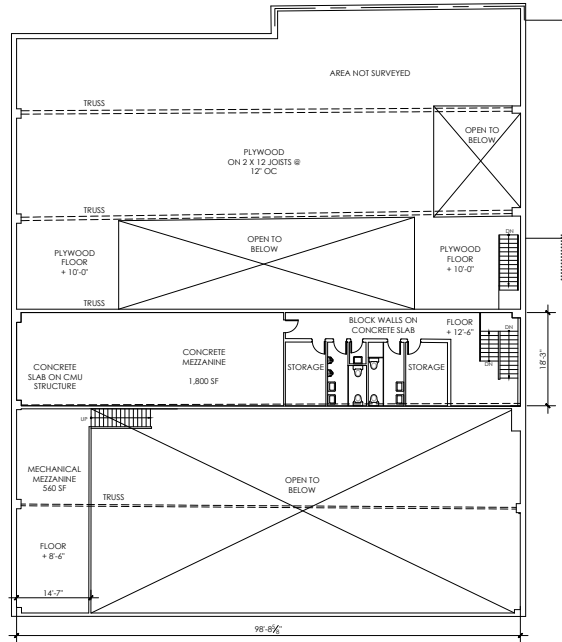 AREA NOT SURVEYED
TRUSS
OPEN TO
BELOW
PLYWOOD
ON 2 X 12 JOISTS @
12" OC
TRUSS
PLYWOOD
FLOOR
+ 10'-0"
OPEN TO
BELOW
PLYWOOD
FLOOR
+ 10'-0"
DN
TRUSS
BLOCK WALLS ON
CONCRETE SLAB
FLOOR
+ 12'-6"
DN
DN
CONCRETE
MEZZANINE
1,800 SF
CONCRETE
SLAB ON CMU
STRUCTURE
STORAGE
STORAGE
18'-3"
UP
MECHANICAL
MEZZANINE
560 SF
TRUSS
OPEN TO
BELOW
FLOOR
+ 8'-6"
14'-7"
98'-8⅝"